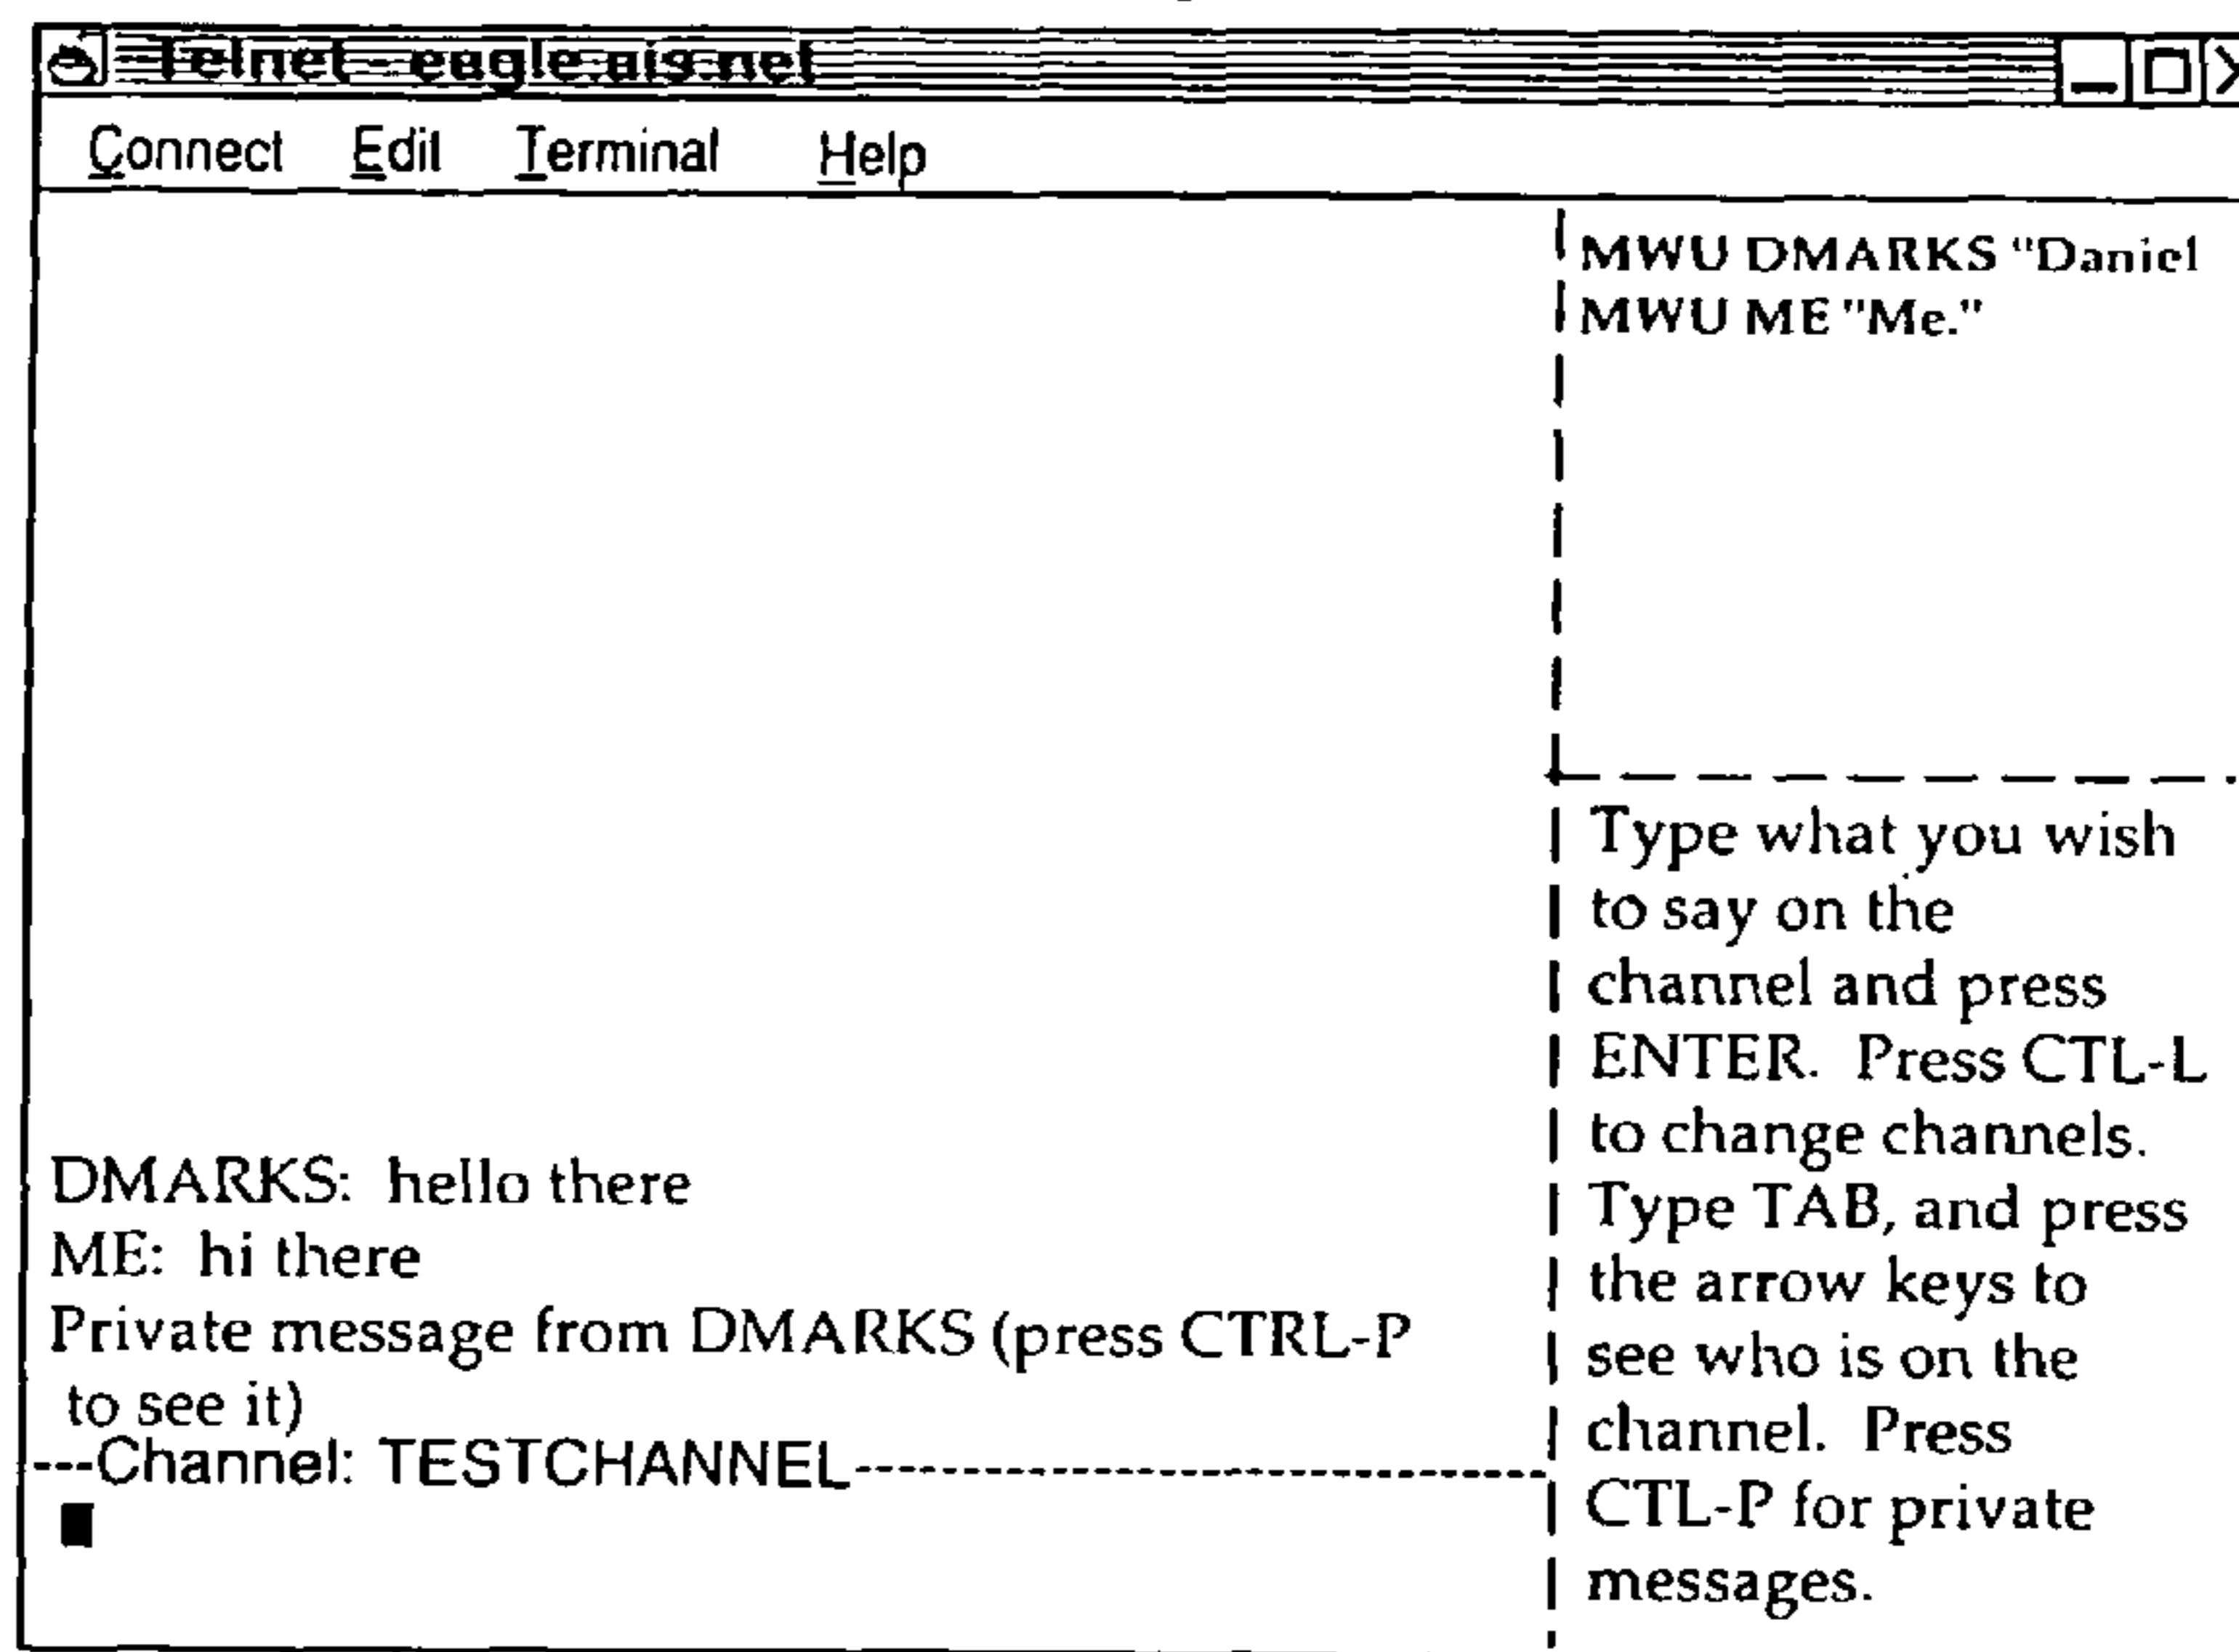 Telnet - eagle.ais.net
Connect Edit Terminal Help
MWU DMARKS "Daniel
MWU ME "Me."
DMARKS: hello there
ME: hi there
Private message from DMARKS (press CTRL-P
to see it)
---Channel: TESTCHANNEL------------------------------
Type what you wish
to say on the
channel and press
ENTER. Press CTL-L
to change channels.
Type TAB, and press
the arrow keys to
see who is on the
channel. Press
CTL-P for private
messages.